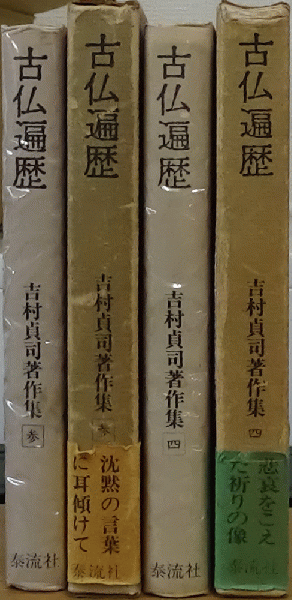 古仏遍歴
吉村貞司著作集
参
泰流社
古仏遍歴
吉村貞司著作集
参
沈黙の言葉
に耳傾けて
泰流社
古仏遍歴
吉村貞司著作集
四
泰流社
古仏遍歴
吉村貞司著作集
四
悲哀をこえ
た祈りの像
泰流社